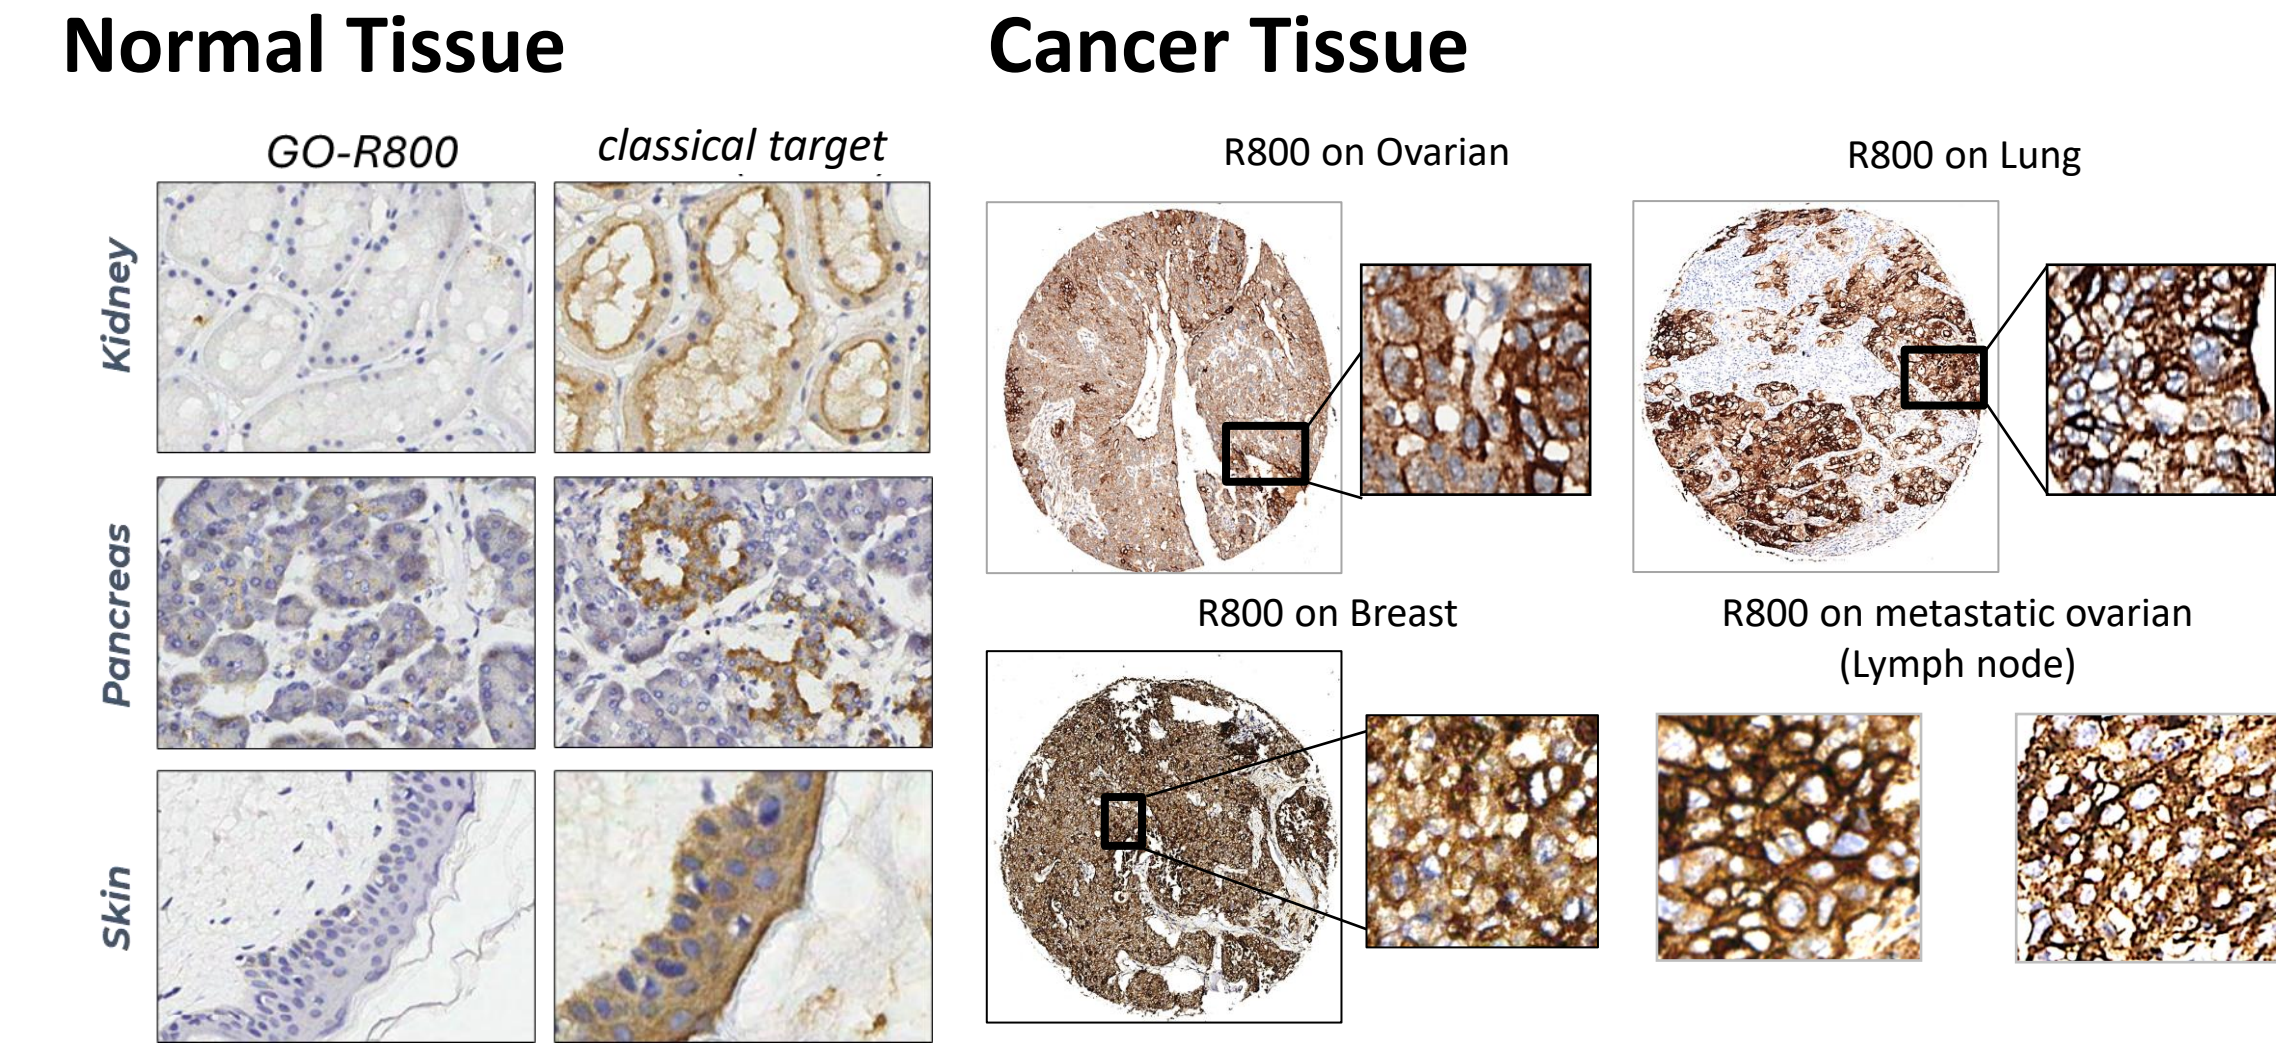 Normal Tissue
Cancer Tissue
GO-R800
classical target
Kidney
Pancreas
Skin
R800 on Ovarian
R800 on Lung
R800 on Breast
R800 on metastatic ovarian
(Lymph node)